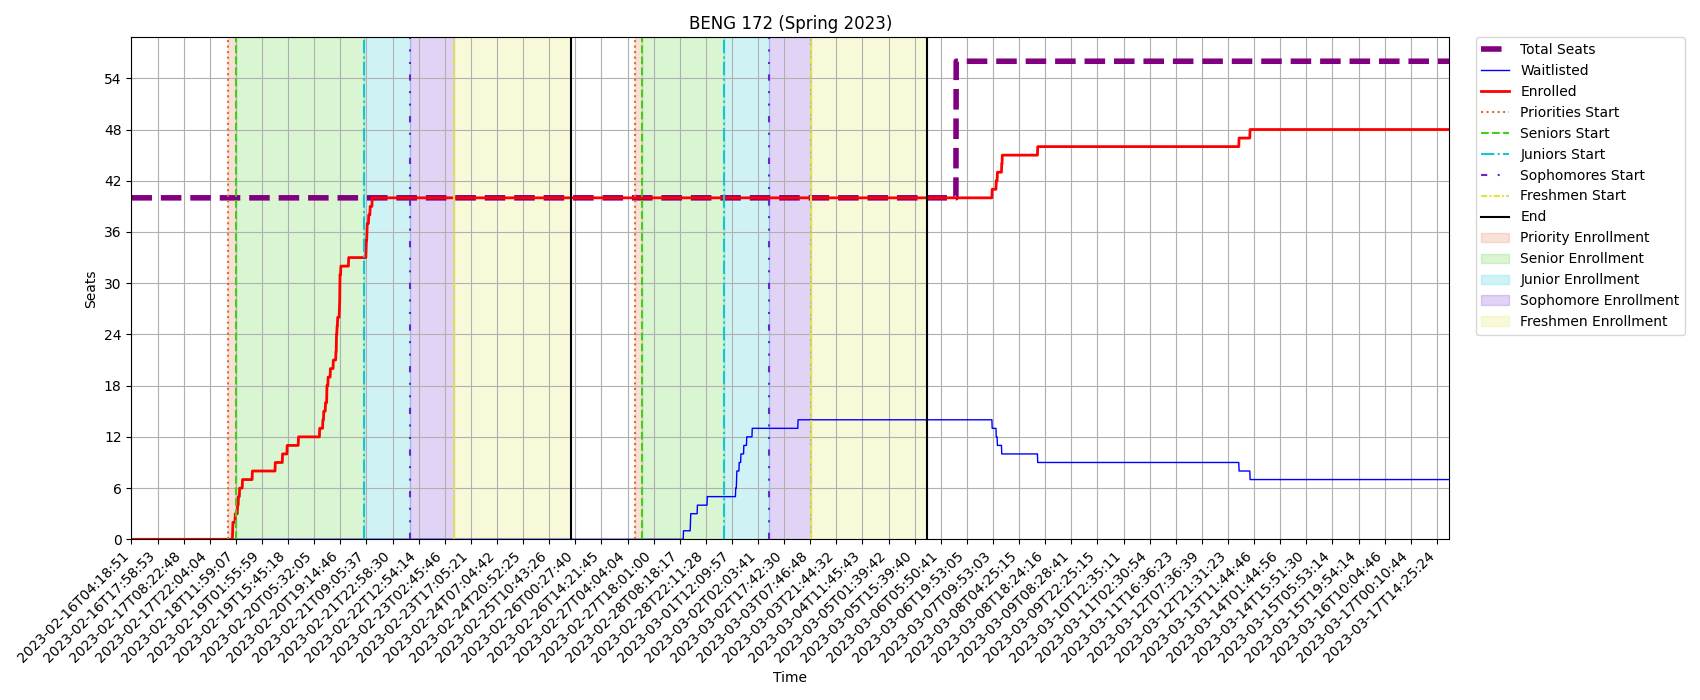 BENG 172 (Spring 2023)
Seats
54
48
42
36
30
24
18
12
6
0
2023-02-16T04:18:51
2023-02-16T17:58:53
2023-02-17T08:22:48
2023-02-17T22:04:04
2023-02-18T11:59:07
2023-02-19T01:55:59
2023-02-19T15:45:18
2023-02-20T05:32:05
2023-02-20T19:14:46
2023-02-21T09:05:37
2023-02-21T22:58:30
2023-02-22T12:54:14
2023-02-23T02:45:46
2023-02-23T17:05:21
2023-02-24T07:04:42
2023-02-24T20:52:25
2023-02-25T10:43:26
2023-02-26T00:27:40
2023-02-26T14:21:45
2023-02-27T04:04:04
2023-02-27T18:01:00
2023-02-28T08:18:17
2023-02-28T22:11:28
2023-03-01T12:09:57
2023-03-02T02:03:41
2023-03-02T17:42:30
2023-03-03T07:46:48
2023-03-03T21:44:32
2023-03-04T11:45:43
2023-03-05T01:39:42
2023-03-05T15:39:40
2023-03-06T05:50:41
2023-03-06T19:53:05
2023-03-07T09:53:03
2023-03-08T04:25:15
2023-03-08T18:24:16
2023-03-09T08:28:41
2023-03-09T22:25:15
2023-03-10T12:35:11
2023-03-11T02:30:54
2023-03-11T16:36:23
2023-03-12T07:36:39
2023-03-12T21:31:23
2023-03-13T11:44:46
2023-03-14T01:44:56
2023-03-14T15:51:30
2023-03-15T05:53:14
2023-03-15T19:54:14
2023-03-16T10:04:46
2023-03-17T00:10:44
2023-03-17T14:25:24
Time
Total Seats
Waitlisted
Enrolled
Priorities Start
Seniors Start
Juniors Start
Sophomores Start
Freshmen Start
End
Priority Enrollment
Senior Enrollment
Junior Enrollment
Sophomore Enrollment
Freshmen Enrollment